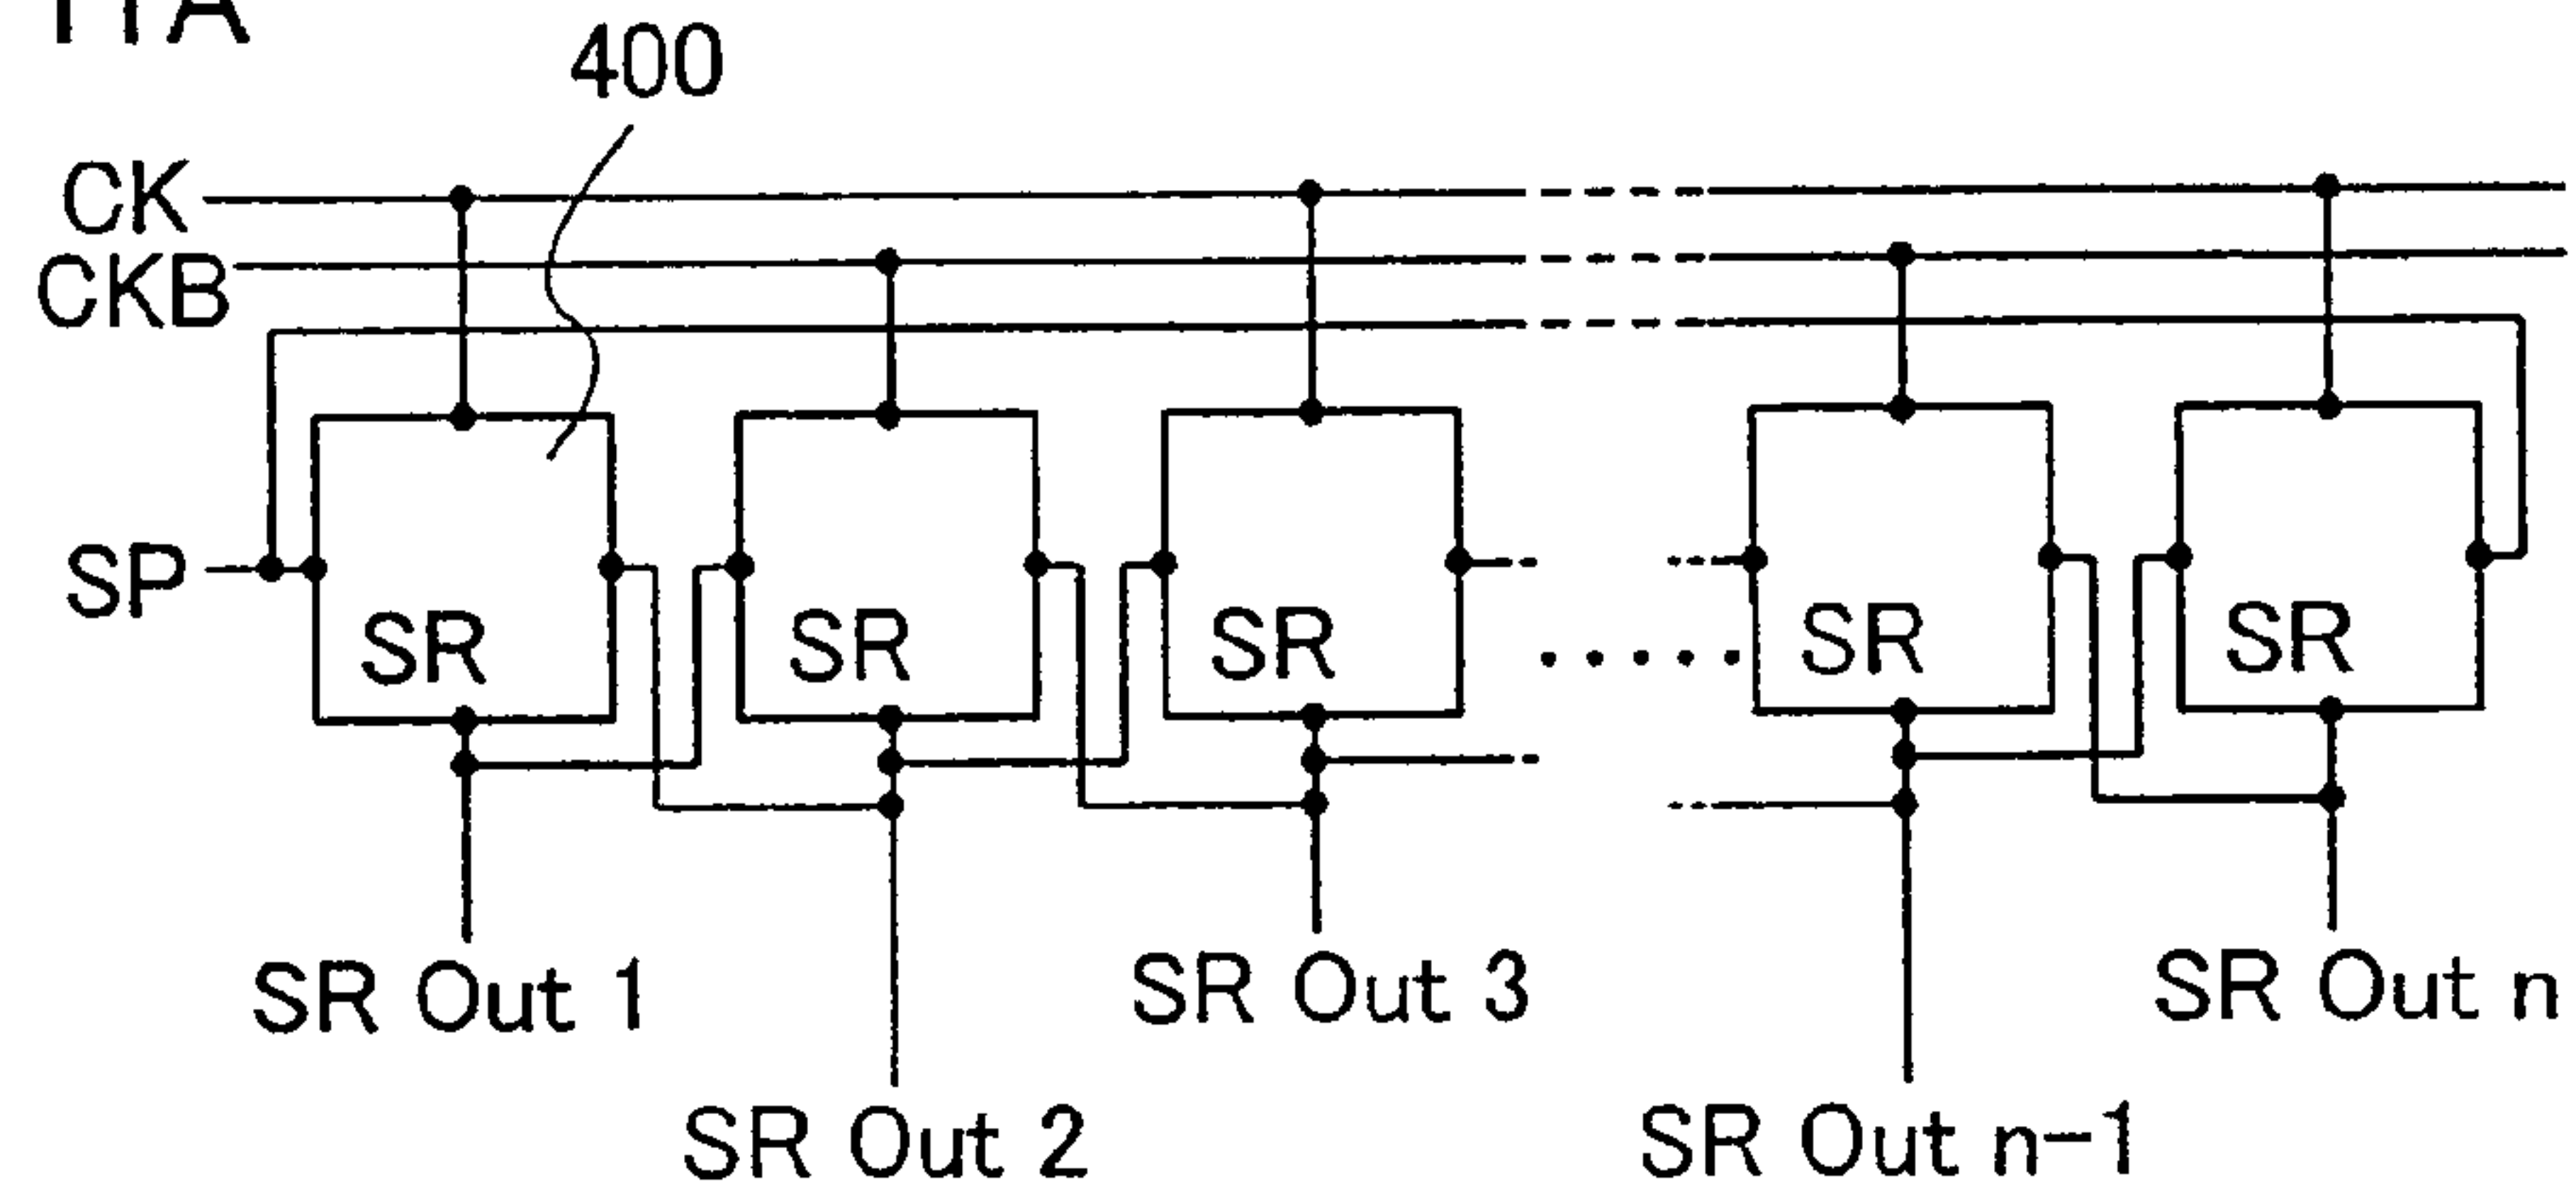 11A
400
CK
CKB
SP
SR SR SR SR SR
SR Out 1
SR Out 3
SR Out n
SR Out 2
SR Out n-1